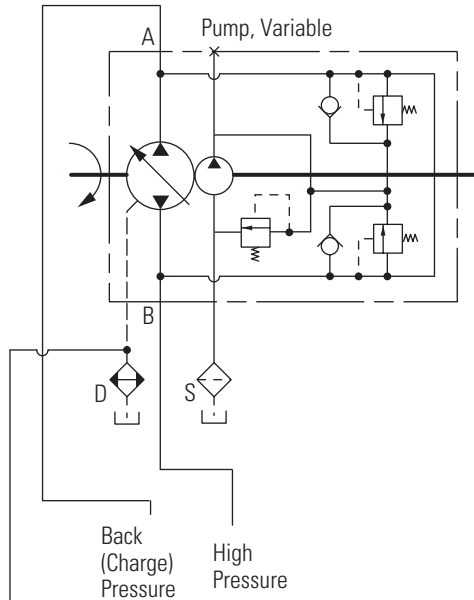 A
Pump, Variable
B
D
S
Back
(Charge)
Pressure
High
Pressure